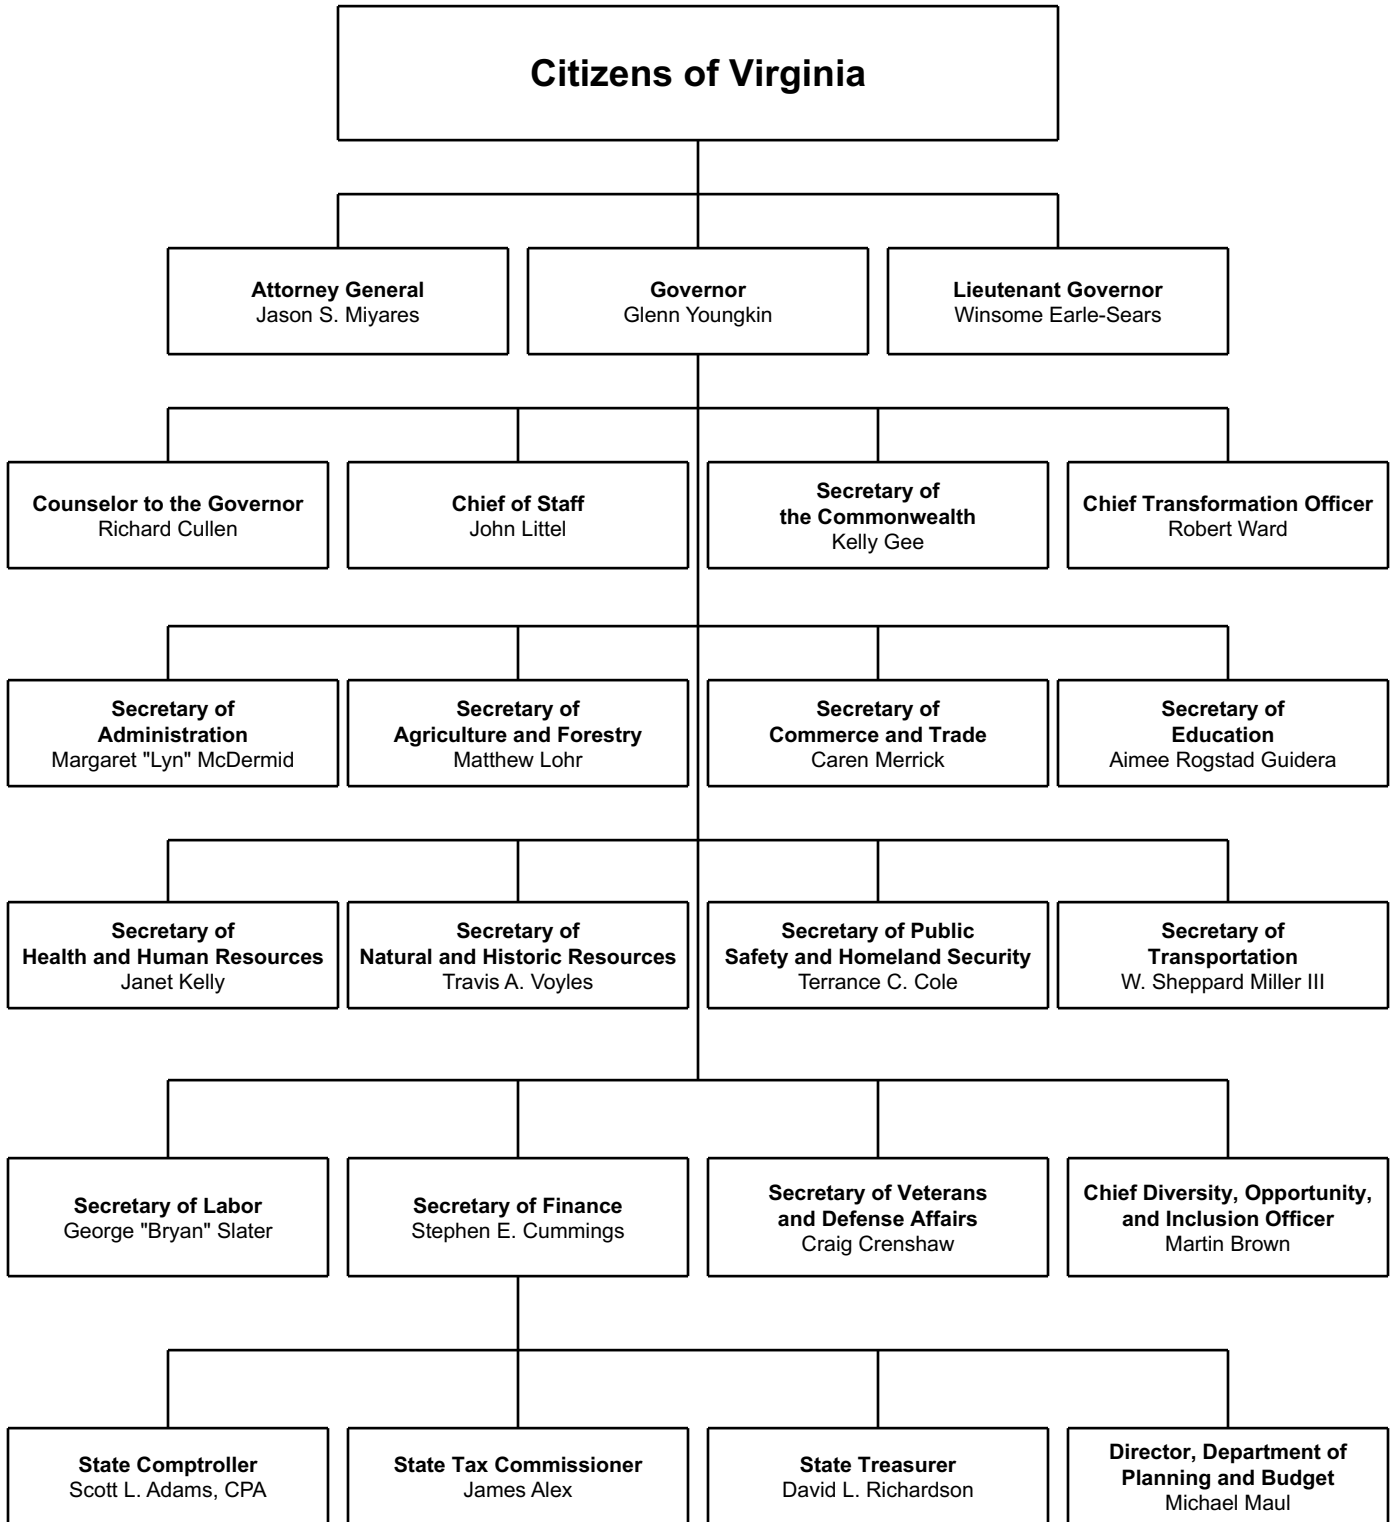 Citizens of Virginia
Attorney General
Jason S. Miyares
Governor
Glenn Youngkin
Lieutenant Governor
Winsome Earle-Sears
Counselor to the Governor
Richard Cullen
Chief of Staff
John Littel
Secretary of
the Commonwealth
Kelly Gee
Chief Transformation Officer
Robert Ward
Secretary of
Administration
Margaret "Lyn" McDermid
Secretary of
Agriculture and Forestry
Matthew Lohr
Secretary of
Commerce and Trade
Caren Merrick
Secretary of
Education
Aimee Rogstad Guidera
Secretary of
Health and Human Resources
Janet Kelly
Secretary of
Natural and Historic Resources
Travis A. Voyles
Secretary of Public
Safety and Homeland Security
Terrance C. Cole
Secretary of
Transportation
W. Sheppard Miller III
Secretary of Labor
George "Bryan" Slater
Secretary of Finance
Stephen E. Cummings
Secretary of Veterans
and Defense Affairs
Craig Crenshaw
Chief Diversity, Opportunity,
and Inclusion Officer
Martin Brown
State Comptroller
Scott L. Adams, CPA
State Tax Commissioner
James Alex
State Treasurer
David L. Richardson
Director, Department of
Planning and Budget
Michael Maul